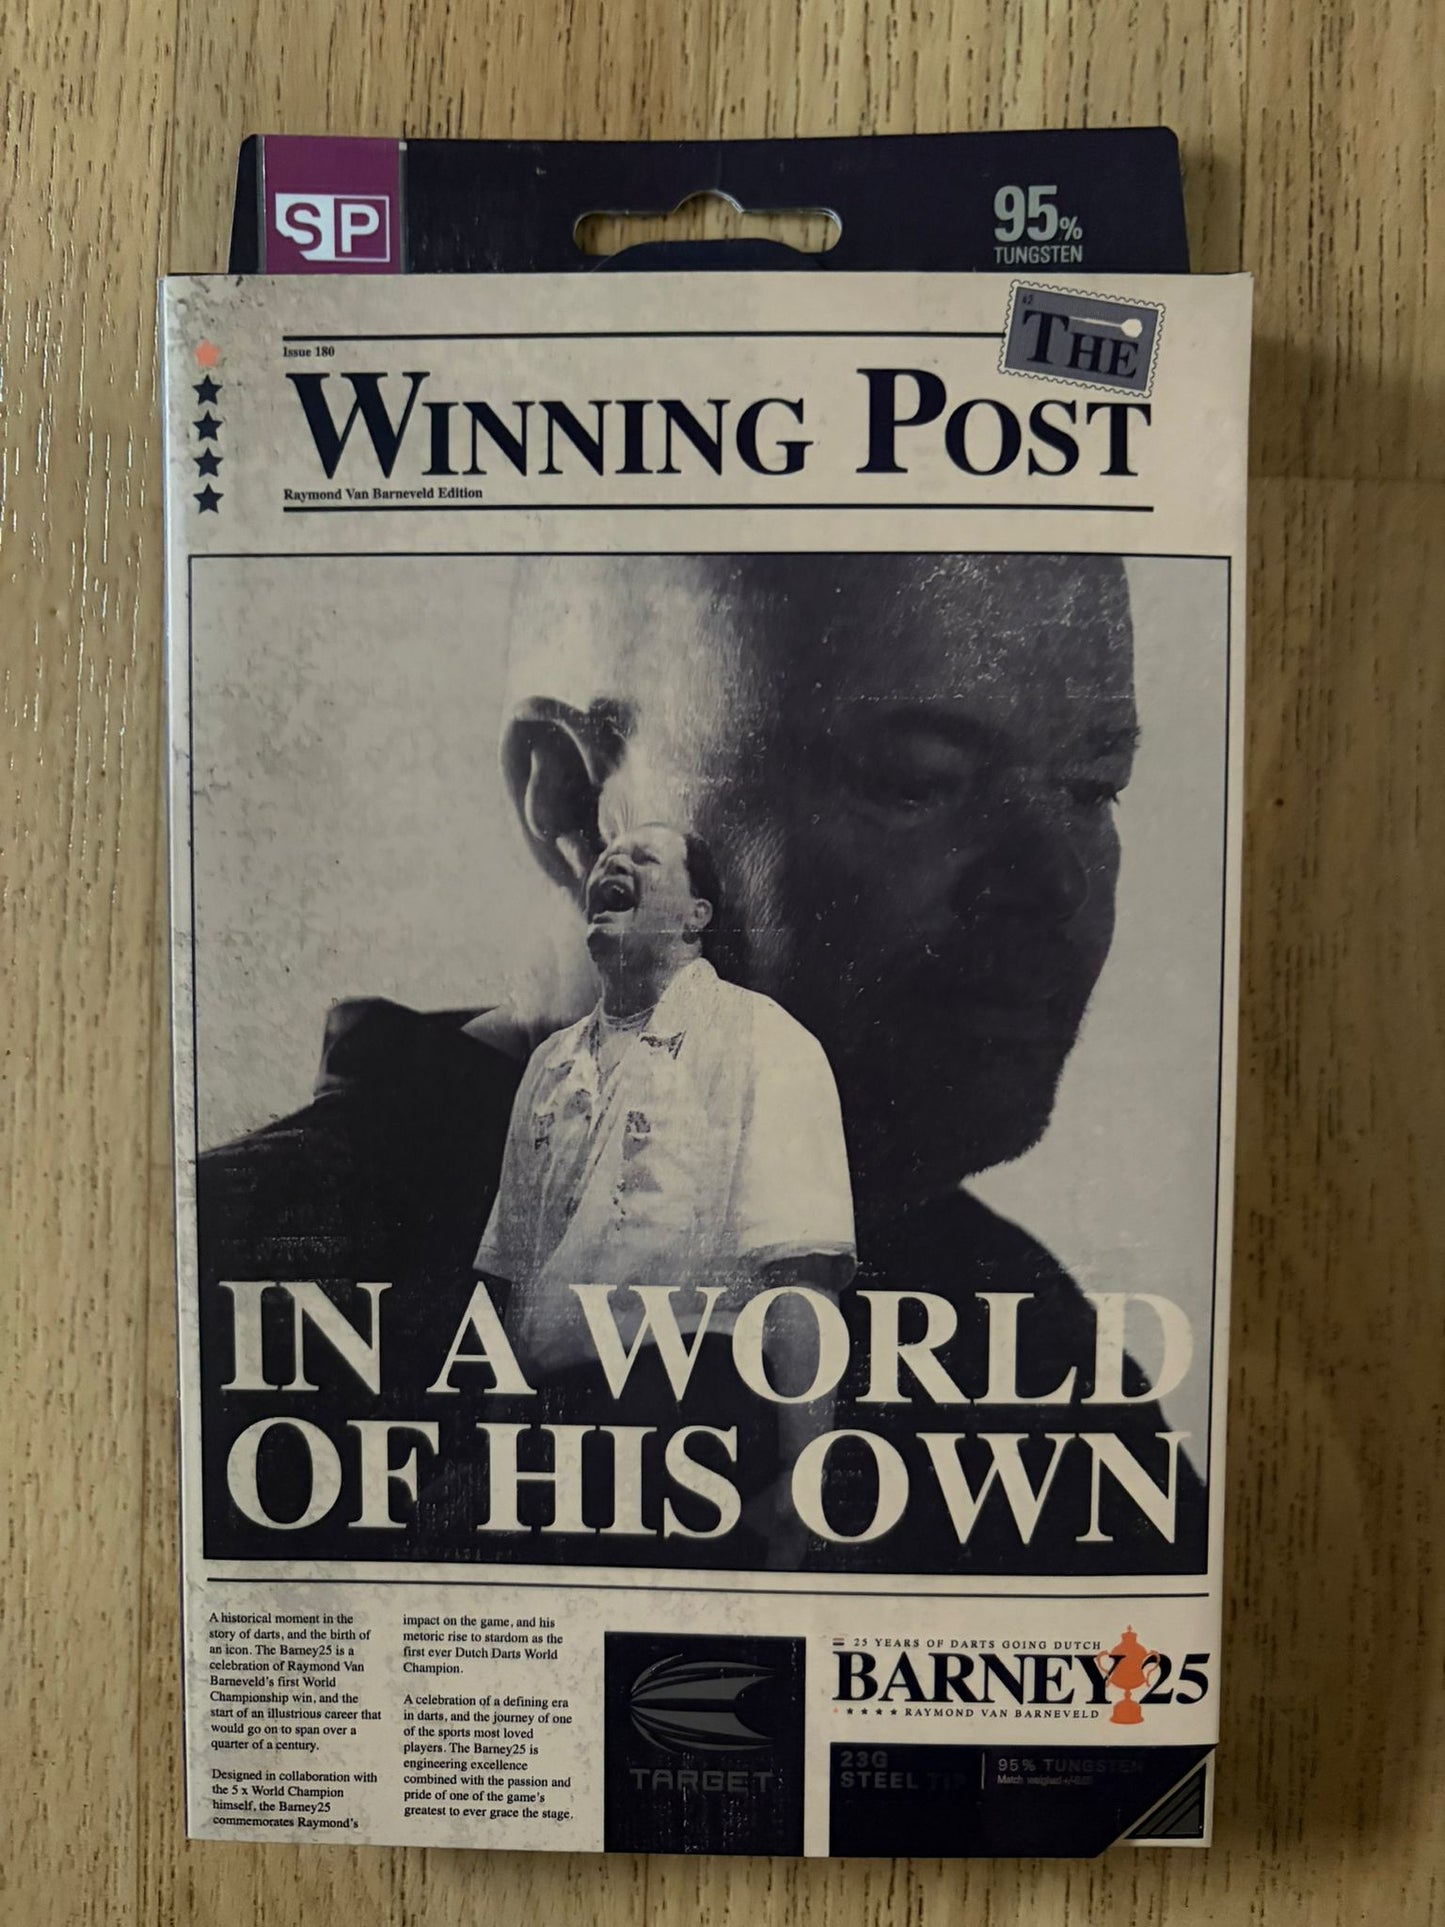 SP
95%
TUNGSTEN
42
THE
Issue 180
WINNING POST
Raymond Van Barneveld Edition
IN A WORLD
OF HIS OWN
A historical moment in the
story of darts, and the birth of
an icon. The Barney25 is a
celebration of Raymond Van
Barneveld's first World
Championship win, and the
start of an illustrious career that
would go on to span over a
quarter of a century.
Designed in collaboration with
the 5 x World Champion
himself, the Barney25
commemorates Raymond's
impact on the game, and his
metoric rise to stardom as the
first ever Dutch Darts World
Champion.
A celebration of a defining era
in darts, and the journey of one
of the sports most loved
players. The Barney25 is
engineering excellence
combined with the passion and
pride of one of the game's
greatest to ever grace the stage.
TARGET
25 YEARS OF DARTS GOING DUTCH
BARNEY 25
RAYMOND VAN BARNEVELD
23G
STEEL TIP
95% TUNGSTEN
Match weighed